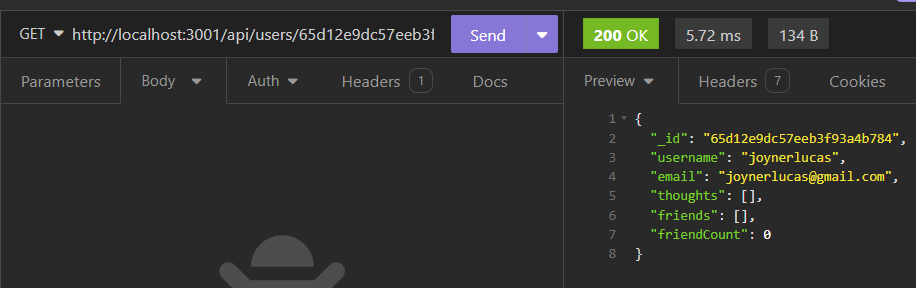 GET http://localhost:3001/api/users/65d12e9dc57eeb3f Send 200 OK 5.72 ms 134 B
Parameters Body Auth Headers 1 Docs Preview Headers 7 Cookies
1 {
2 "_id": "65d12e9dc57eeb3f93a4b784",
3 "username": "joynerlucas",
4 "email": "joynerlucas@gmail.com",
5 "thoughts": [],
6 "friends": [],
7 "friendCount": 0
8 }